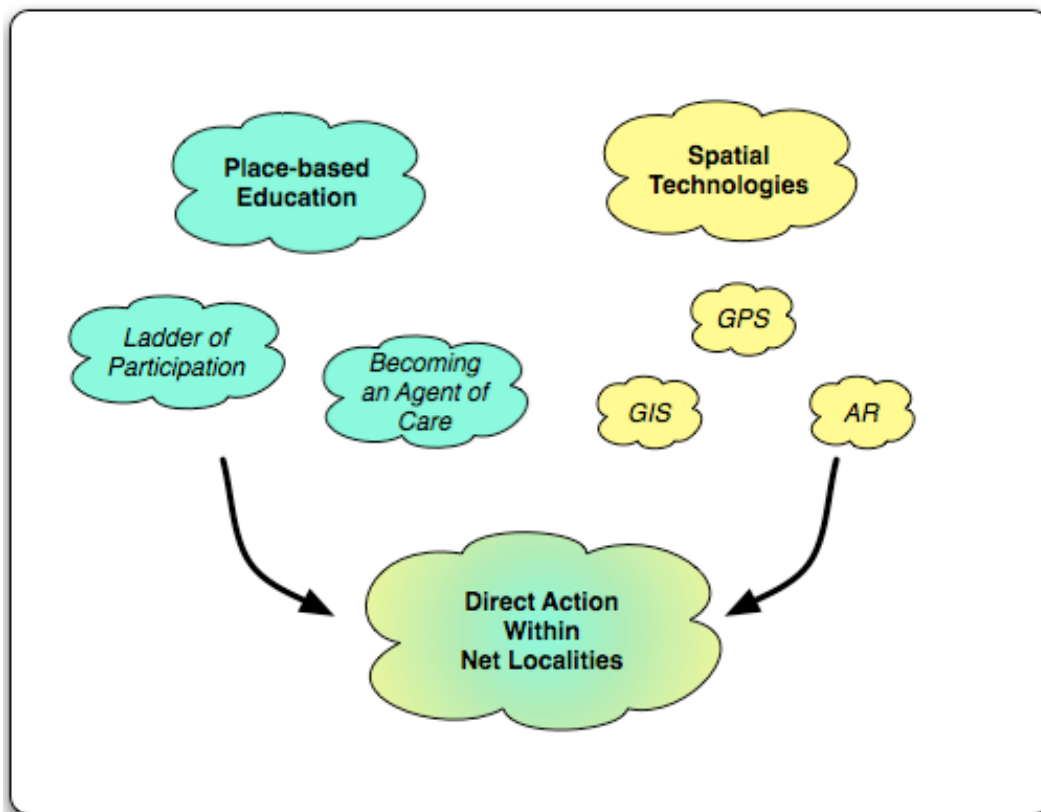 Place-based
Education
Spatial
Technologies
Ladder of
Participation
Becoming
an Agent of
Care
GPS
GIS
AR
Direct Action
Within
Net Localities